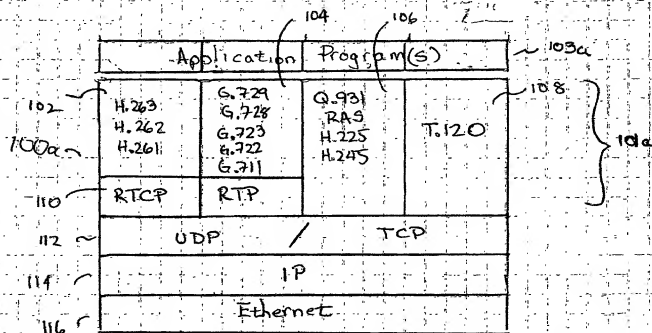 104
106
Application Program(s)
103a
102
H.263
H.262
H.261
G.729
G.728
G.723
G.722
G.711
Q.931
RAS
H.225
H.245
T.120
108
101a
100a
110
RTCP
RTP
112
UDP / TCP
114
IP
116
Ethernet